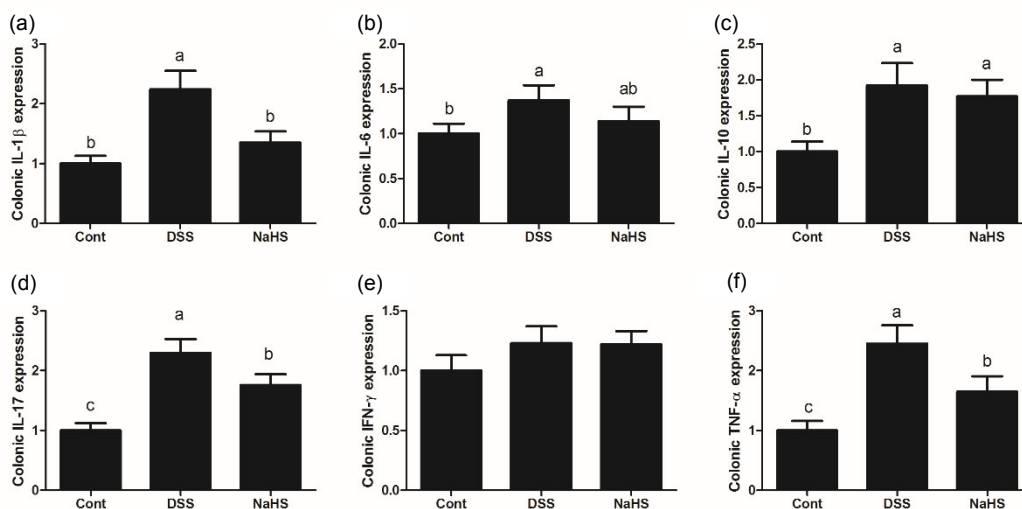 (a)
Colonic IL-1β expression
3
2
1
0
b
a
b
Cont
DSS
NaHS
(b)
Colonic IL-6 expression
2.0
1.5
1.0
0.5
0.0
b
a
ab
Cont
DSS
NaHS
(c)
Colonic IL-10 expression
2.5
2.0
1.5
1.0
0.5
0.0
b
a
a
Cont
DSS
NaHS
(d)
Colonic IL-17 expression
3
2
1
0
c
a
b
Cont
DSS
NaHS
(e)
Colonic IFN-γ expression
1.5
1.0
0.5
0.0
Cont
DSS
NaHS
(f)
Colonic TNF-α expression
3
2
1
0
c
a
b
Cont
DSS
NaHS